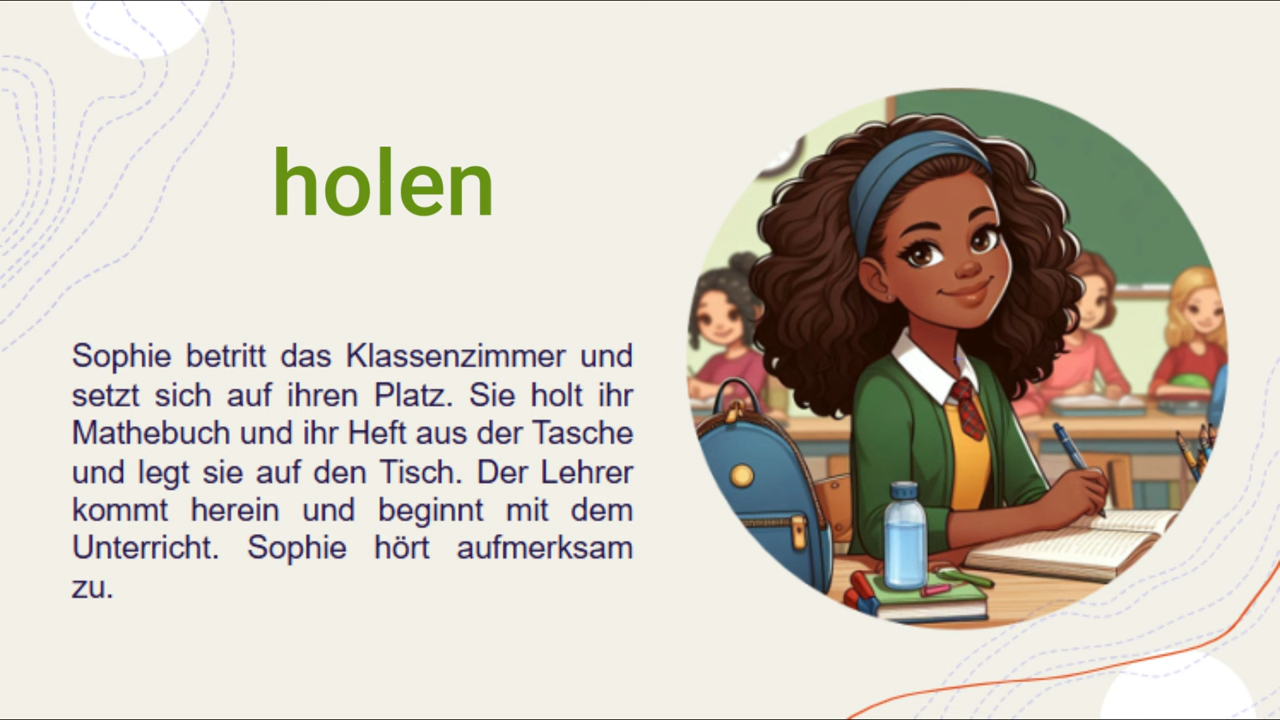 holen
Sophie betritt das Klassenzimmer und
setzt sich auf ihren Platz. Sie holt ihr
Mathebuch und ihr Heft aus der Tasche
und legt sie auf den Tisch. Der Lehrer
kommt herein und beginnt mit dem
Unterricht. Sophie hört aufmerksam
zu.